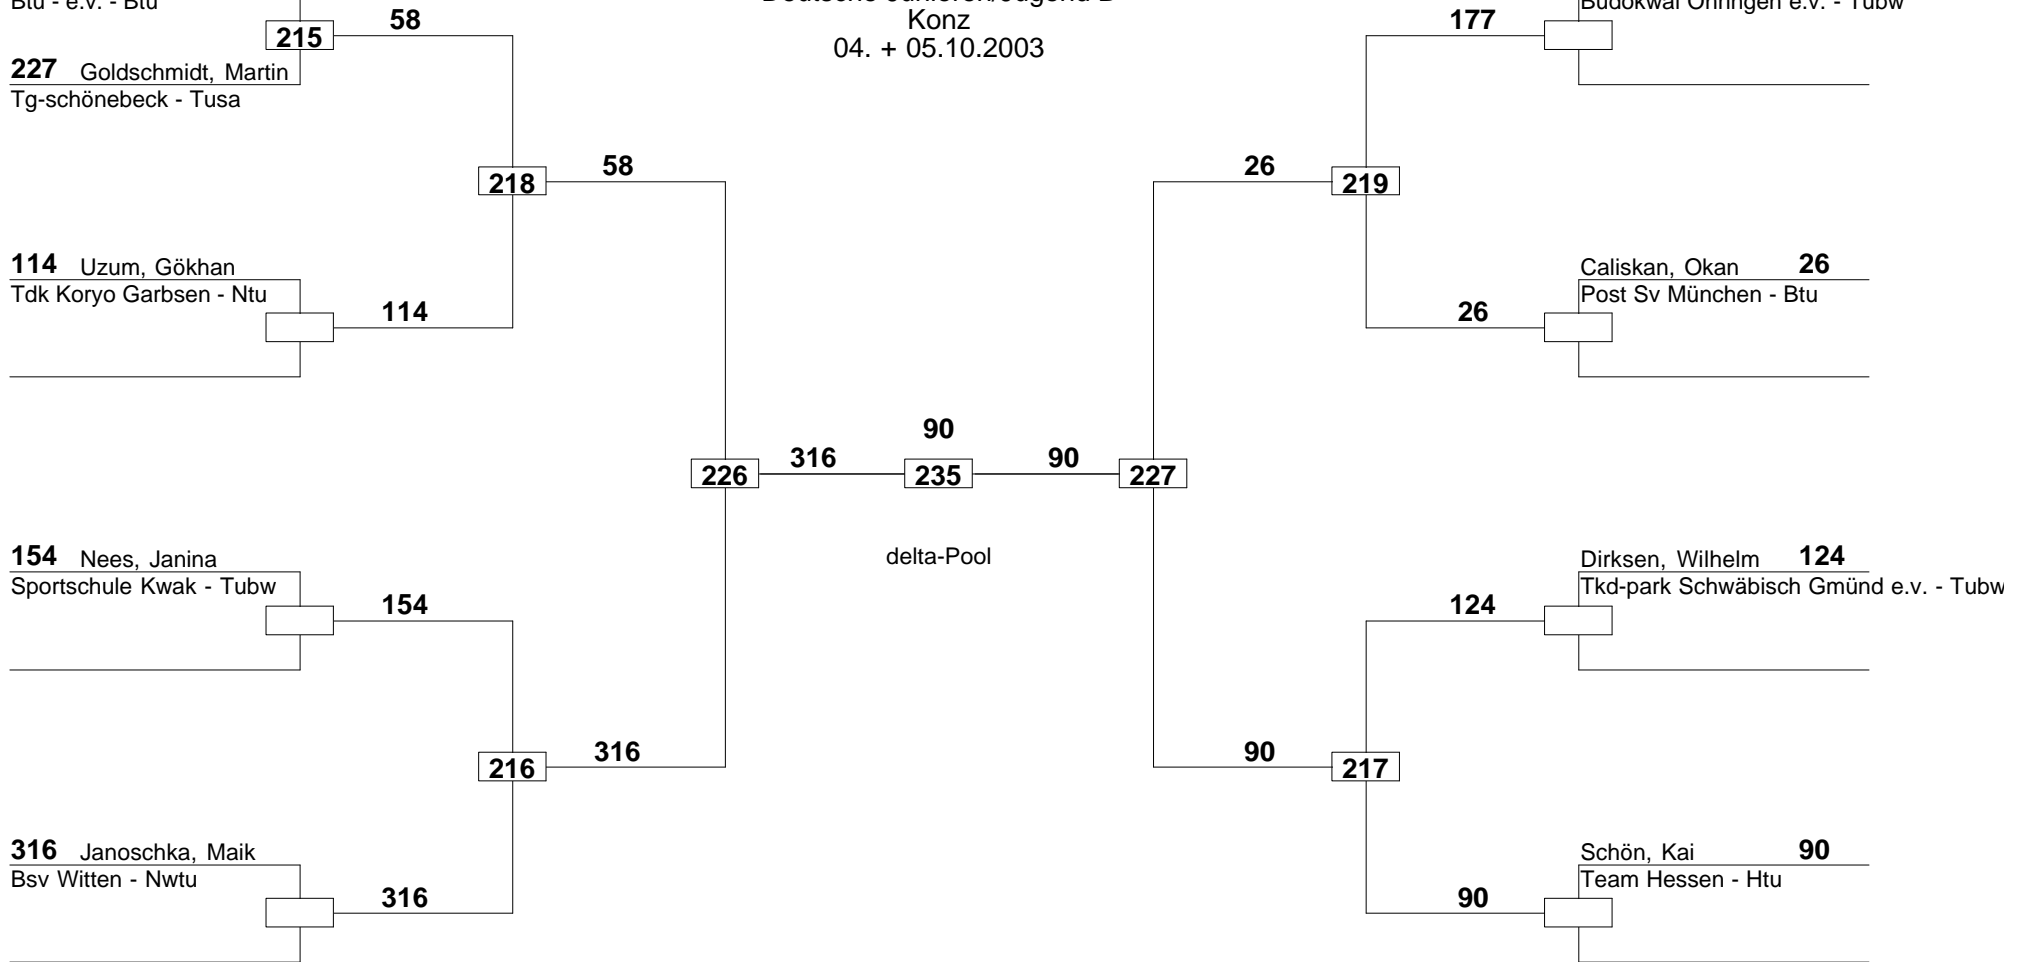 Btu - e.v. - Btu
215
58
227 Goldschmidt, Martin
Tg-schönebeck - Tusa
218
58
114 Uzum, Gökhan
Tdk Koryo Garbsen - Ntu
114
154 Nees, Janina
Sportschule Kwak - Tubw
154
216
316
316 Janoschka, Maik
Bsv Witten - Nwtu
316
Konz
04. + 05.10.2003
226
316
90
235
90
227
delta-Pool
177
26
219
Caliskan, Okan 26
Post Sv München - Btu
26
Dirksen, Wilhelm 124
Tkd-park Schwäbisch Gmünd e.v. - Tubw
124
90
217
Schön, Kai 90
Team Hessen - Htu
90